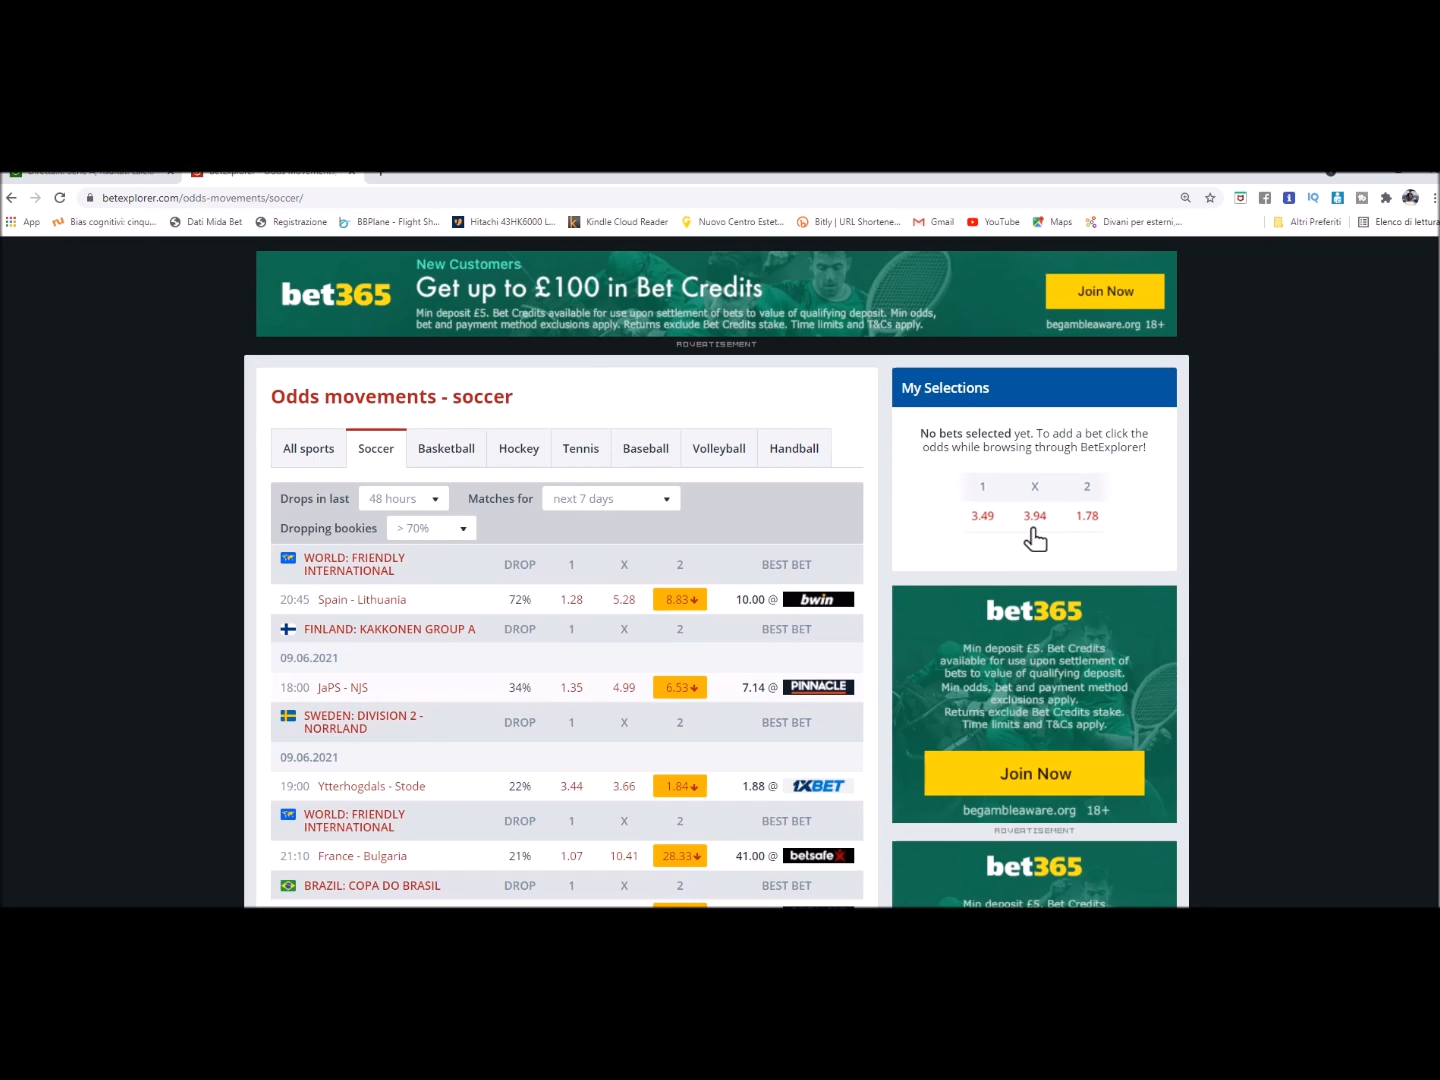 betexplorer.com/odds-movements/soccer/
App Bias cognitivi: cinqu... Dati Mida Bet Registrazione BBPlane - Flight Sh... Hitachi 43HK6000 L... Kindle Cloud Reader Nuovo Centro Estet... Bitly | URL Shortene... Gmail YouTube Maps Divani per esterni,... Altri Preferiti Elenco di lettura
bet365
New Customers
Get up to £100 in Bet Credits
Min deposit £5. Bet Credits available for use upon settlement of bets to value of qualifying deposit. Min odds,
bet and payment method exclusions apply. Returns exclude Bet Credits stake. Time limits and T&Cs apply.
Join Now
begambleaware.org 18+
ADVERTISEMENT
Odds movements - soccer
All sports Soccer Basketball Hockey Tennis Baseball Volleyball Handball
Drops in last 48 hours Matches for next 7 days
Dropping bookies > 70%
WORLD: FRIENDLY
INTERNATIONAL DROP 1 X 2 BEST BET
20:45 Spain - Lithuania 72% 1.28 5.28 8.83 10.00 @ bwin
FINLAND: KAKKONEN GROUP A DROP 1 X 2 BEST BET
09.06.2021
18:00 JaPS - NJS 34% 1.35 4.99 6.53 7.14 @ PINNACLE
SWEDEN: DIVISION 2 -
NORRLAND DROP 1 X 2 BEST BET
09.06.2021
19:00 Ytterhogdals - Stode 22% 3.44 3.66 1.84 1.88 @ 1XBET
WORLD: FRIENDLY
INTERNATIONAL DROP 1 X 2 BEST BET
21:10 France - Bulgaria 21% 1.07 10.41 28.33 41.00 @ betsafe
BRAZIL: COPA DO BRASIL DROP 1 X 2 BEST BET
My Selections
No bets selected yet. To add a bet click the
odds while browsing through BetExplorer!
1 X 2
3.49 3.94 1.78
bet365
Min deposit £5. Bet Credits
available for use upon settlement of
bets to value of qualifying deposit.
Min odds, bet and payment method
exclusions apply.
Returns exclude Bet Credits stake.
Time limits and T&Cs apply.
Join Now
begambleaware.org 18+
ADVERTISEMENT
bet365
Min deposit £5. Bet Credits